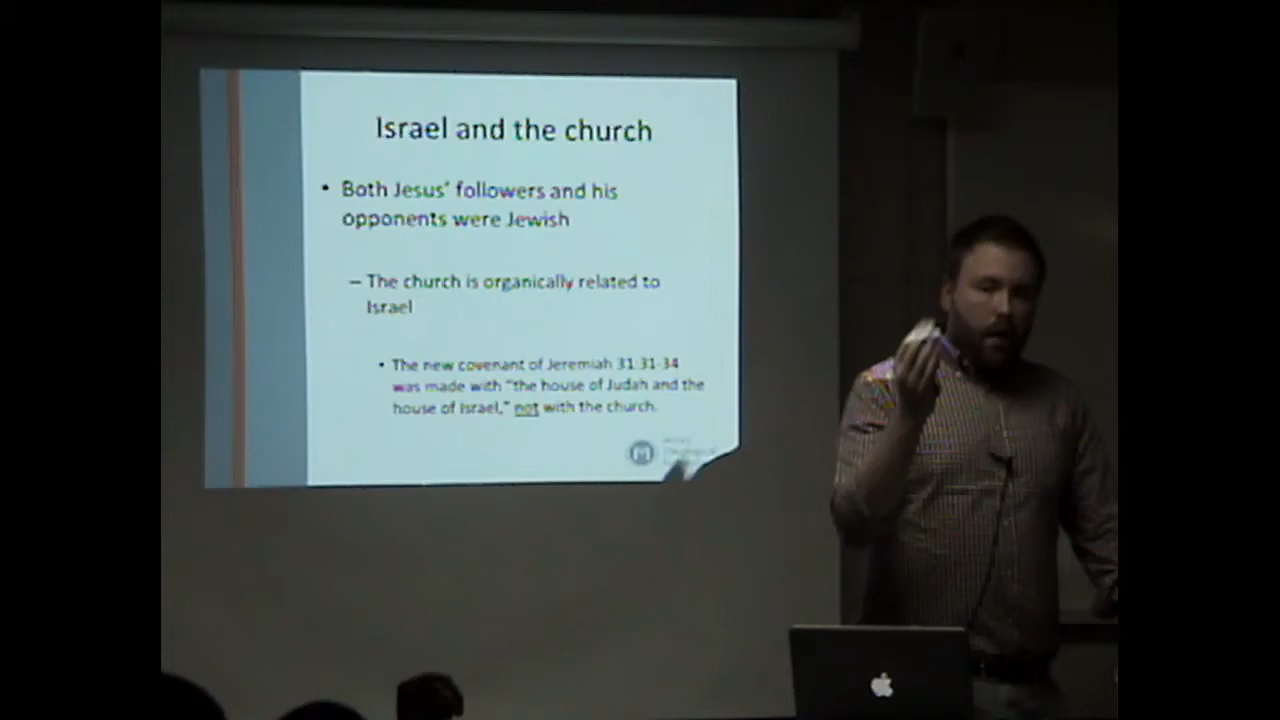 Israel and the church
• Both Jesus' followers and his
opponents were Jewish
– The church is organically related to
Israel
• The new covenant of Jeremiah 31:31-34
was made with "the house of Judah and the
house of Israel," not with the church.
M